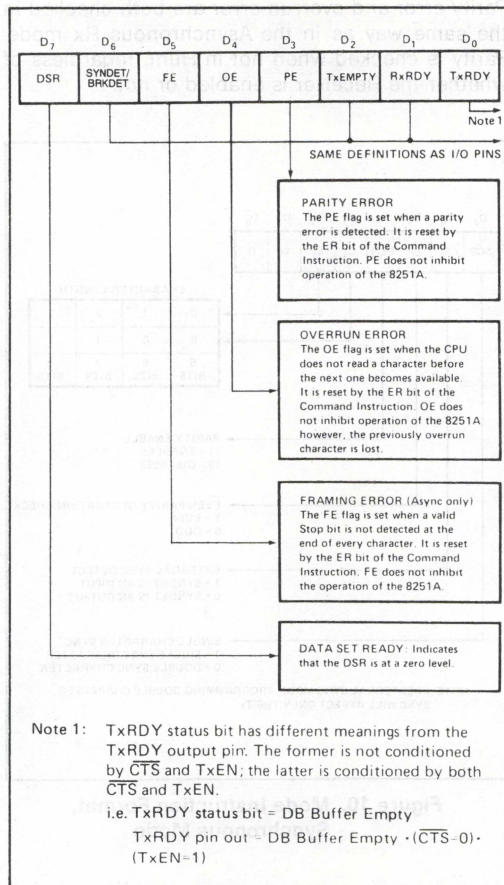 D7 D6 D5 D4 D3 D2 D1 D0
DSR SYNDET/ BRKDET FE OE PE TxEMPTY RxRDY TxRDY
Note 1
SAME DEFINITIONS AS I/O PINS
PARITY ERROR
The PE flag is set when a parity
error is detected. It is reset by
the ER bit of the Command
Instruction. PE does not inhibit
operation of the 8251A.
OVERRUN ERROR
The OE flag is set when the CPU
does not read a character before
the next one becomes available.
It is reset by the ER bit of the
Command Instruction. OE does
not inhibit operation of the 8251A
however, the previously overrun
character is lost.
FRAMING ERROR (Async only)
The FE flag is set when a valid
Stop bit is not detected at the
end of every character. It is reset
by the ER bit of the Command
Instruction. FE does not inhibit
the operation of the 8251A.
DATA SET READY: Indicates
that the DSR is at a zero level.
Note 1: TxRDY status bit has different meanings from the
TxRDY output pin. The former is not conditioned
by C̅T̅S̅ and TxEN; the latter is conditioned by both
C̅T̅S̅ and TxEN.
i.e. TxRDY status bit = DB Buffer Empty
TxRDY pin out = DB Buffer Empty ·(C̅T̅S̅=0)·
(TxEN=1)